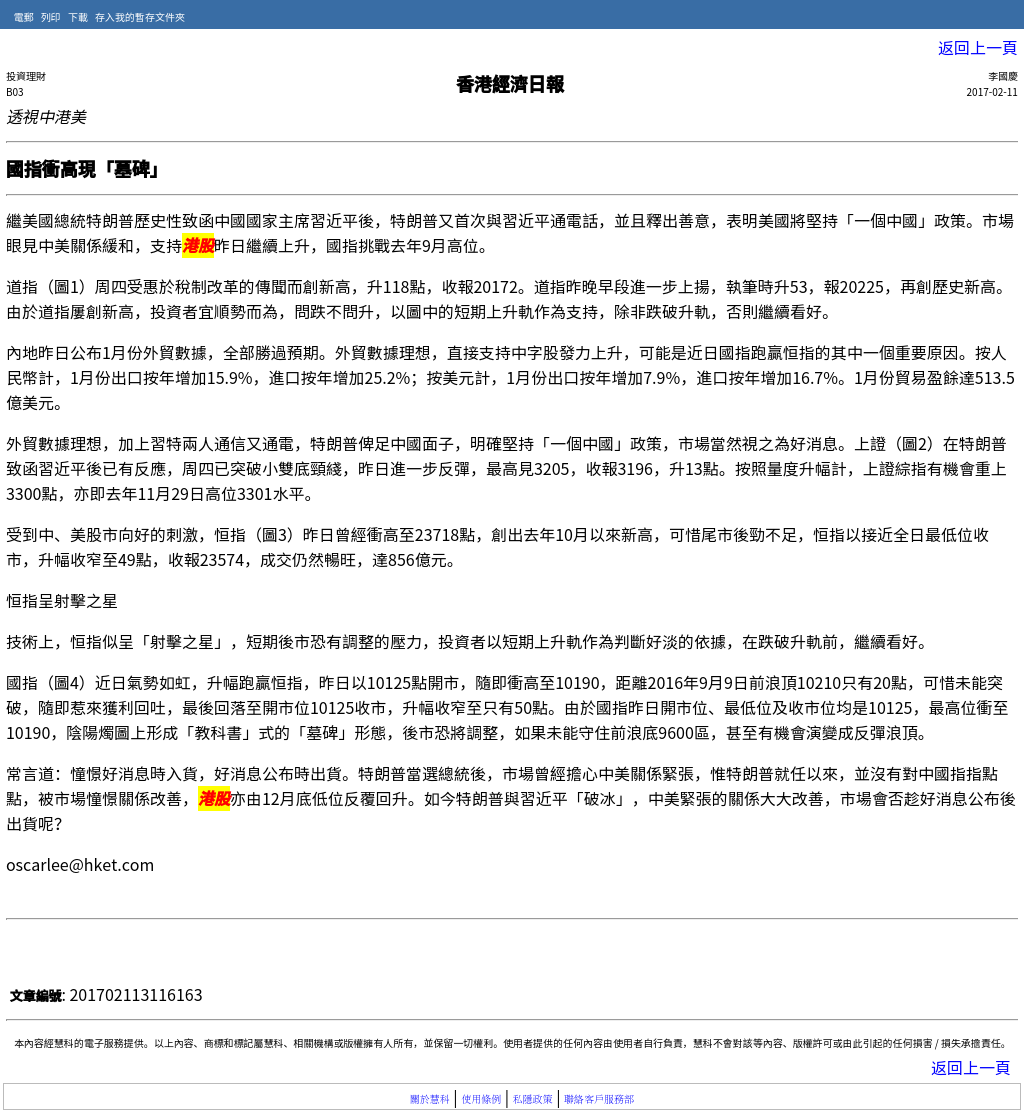 電郵 列印 下載 存入我的暫存文件夾
返回上一頁
投資理財
B03
香港經濟日報
李國慶
2017-02-11
透視中港美
國指衝高現「墓碑」
繼美國總統特朗普歷史性致函中國國家主席習近平後，特朗普又首次與習近平通電話，並且釋出善意，表明美國將堅持「一個中國」政策。市場
眼見中美關係緩和，支持港股昨日繼續上升，國指挑戰去年9月高位。
道指（圖1）周四受惠於稅制改革的傳聞而創新高，升118點，收報20172。道指昨晚早段進一步上揚，執筆時升53，報20225，再創歷史新高。
由於道指屢創新高，投資者宜順勢而為，問跌不問升，以圖中的短期上升軌作為支持，除非跌破升軌，否則繼續看好。
內地昨日公布1月份外貿數據，全部勝過預期。外貿數據理想，直接支持中字股發力上升，可能是近日國指跑贏恒指的其中一個重要原因。按人
民幣計，1月份出口按年增加15.9%，進口按年增加25.2%；按美元計，1月份出口按年增加7.9%，進口按年增加16.7%。1月份貿易盈餘達513.5
億美元。
外貿數據理想，加上習特兩人通信又通電，特朗普俾足中國面子，明確堅持「一個中國」政策，市場當然視之為好消息。上證（圖2）在特朗普
致函習近平後已有反應，周四已突破小雙底頸綫，昨日進一步反彈，最高見3205，收報3196，升13點。按照量度升幅計，上證綜指有機會重上
3300點，亦即去年11月29日高位3301水平。
受到中、美股市向好的刺激，恒指（圖3）昨日曾經衝高至23718點，創出去年10月以來新高，可惜尾市後勁不足，恒指以接近全日最低位收
市，升幅收窄至49點，收報23574，成交仍然暢旺，達856億元。
恒指呈射擊之星
技術上，恒指似呈「射擊之星」，短期後市恐有調整的壓力，投資者以短期上升軌作為判斷好淡的依據，在跌破升軌前，繼續看好。
國指（圖4）近日氣勢如虹，升幅跑贏恒指，昨日以10125點開市，隨即衝高至10190，距離2016年9月9日前浪頂10210只有20點，可惜未能突
破，隨即惹來獲利回吐，最後回落至開市位10125收市，升幅收窄至只有50點。由於國指昨日開市位、最低位及收市位均是10125，最高位衝至
10190，陰陽燭圖上形成「教科書」式的「墓碑」形態，後市恐將調整，如果未能守住前浪底9600區，甚至有機會演變成反彈浪頂。
常言道：憧憬好消息時入貨，好消息公布時出貨。特朗普當選總統後，市場曾經擔心中美關係緊張，惟特朗普就任以來，並沒有對中國指指點
點，被市場憧憬關係改善，港股亦由12月底低位反覆回升。如今特朗普與習近平「破冰」，中美緊張的關係大大改善，市場會否趁好消息公布後
出貨呢？
oscarlee@hket.com
文章編號: 201702113116163
本內容經慧科的電子服務提供。以上內容、商標和標記屬慧科、相關機構或版權擁有人所有，並保留一切權利。使用者提供的任何內容由使用者自行負責，慧科不會對該等內容、版權許可或由此引起的任何損害 / 損失承擔責任。
返回上一頁
關於慧科 | 使用條例 | 私隱政策 | 聯絡客戶服務部